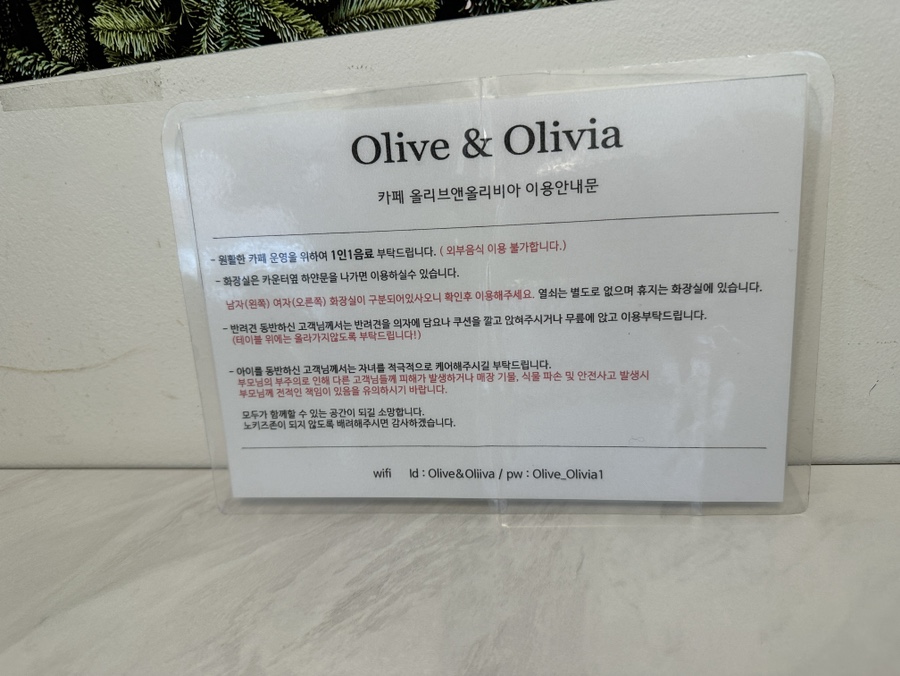 Olive & Olivia
카페 올리브앤올리비아 이용안내문
- 원활한 카페 운영을 위하여 1인1음료 부탁드립니다. ( 외부음식 이용 불가합니다.)
- 화장실은 카운터옆 하얀문을 나가면 이용하실수 있습니다.
남자(왼쪽) 여자(오른쪽) 화장실이 구분되어있사오니 확인후 이용해주세요. 열쇠는 별도로 없으며 휴지는 화장실에 있습니다.
- 반려견 동반하신 고객님께서는 반려견을 의자에 담요나 쿠션을 깔고 앉혀주시거나 무릎에 앉고 이용부탁드립니다.
(테이블 위에는 올라가지않도록 부탁드립니다!)
- 아이를 동반하신 고객님께서는 자녀를 적극적으로 케어해주시길 부탁드립니다.
부모님의 부주의로 인해 다른 고객님들께 피해가 발생하거나 매장 기물, 식물 파손 및 안전사고 발생시
부모님께 전적인 책임이 있음을 유의하시기 바랍니다.
모두가 함께할 수 있는 공간이 되길 소망합니다.
노키즈존이 되지 않도록 배려해주시면 감사하겠습니다.
wifi Id : Olive&Oliiva / pw : Olive_Olivia1